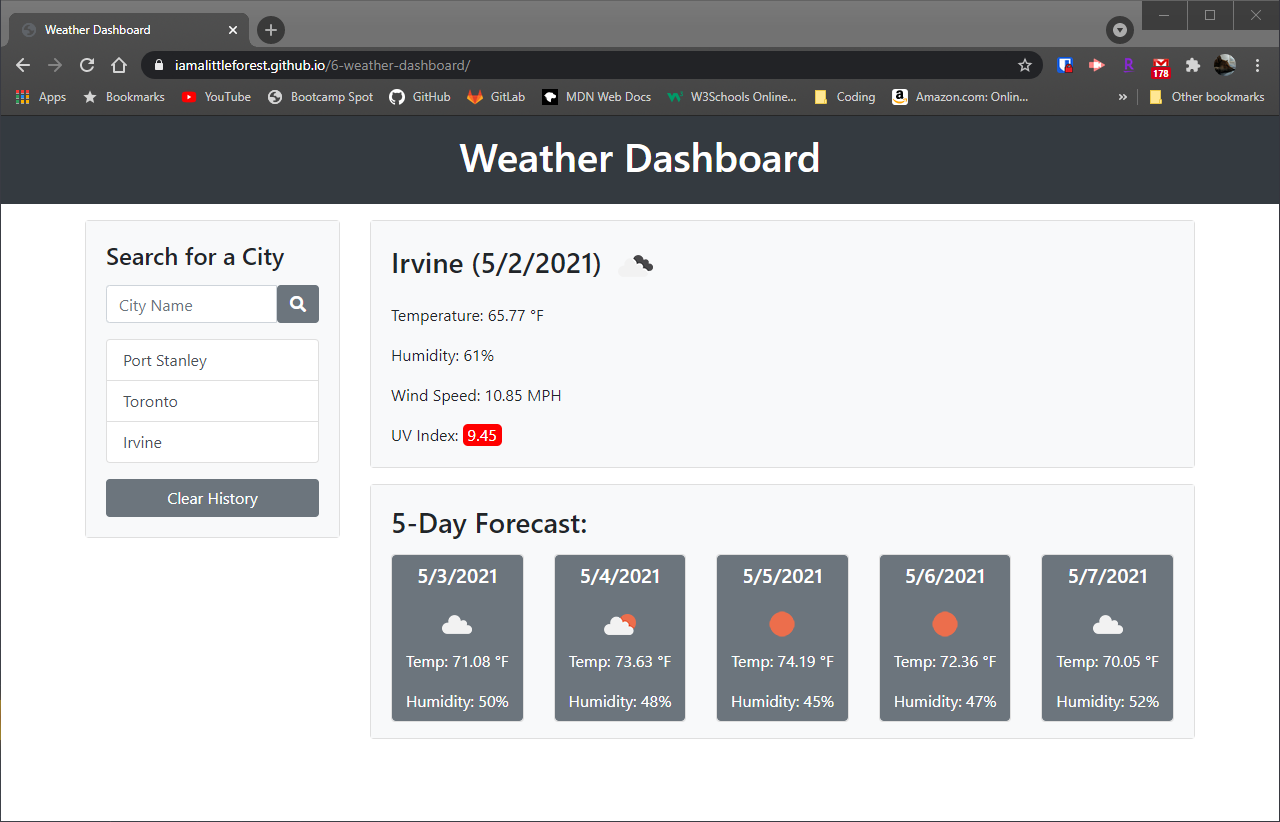 Weather Dashboard
iamalittleforest.github.io/6-weather-dashboard/
R
178
Apps Bookmarks YouTube Bootcamp Spot GitHub GitLab MDN Web Docs W3Schools Online... Coding a Amazon.com: Onlin... » Other bookmarks
Weather Dashboard
Search for a City
City Name
Port Stanley
Toronto
Irvine
Clear History
Irvine (5/2/2021)
Temperature: 65.77 °F
Humidity: 61%
Wind Speed: 10.85 MPH
UV Index: 9.45
5-Day Forecast:
5/3/2021 5/4/2021 5/5/2021 5/6/2021 5/7/2021
Temp: 71.08 °F Temp: 73.63 °F Temp: 74.19 °F Temp: 72.36 °F Temp: 70.05 °F
Humidity: 50% Humidity: 48% Humidity: 45% Humidity: 47% Humidity: 52%